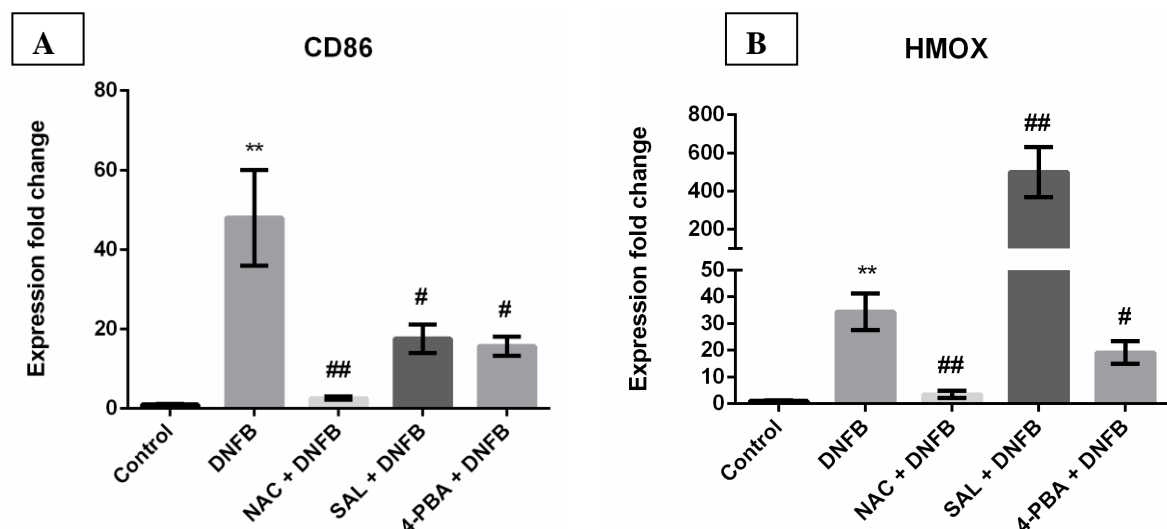 A
CD86
Expression fold change
80
60
40
20
0
**
##
#
#
Control
DNFB
NAC + DNFB
SAL + DNFB
4-PBA + DNFB
B
HMOX
Expression fold change
800
600
400
200
50
40
30
20
10
0
**
##
##
#
Control
DNFB
NAC + DNFB
SAL + DNFB
4-PBA + DNFB